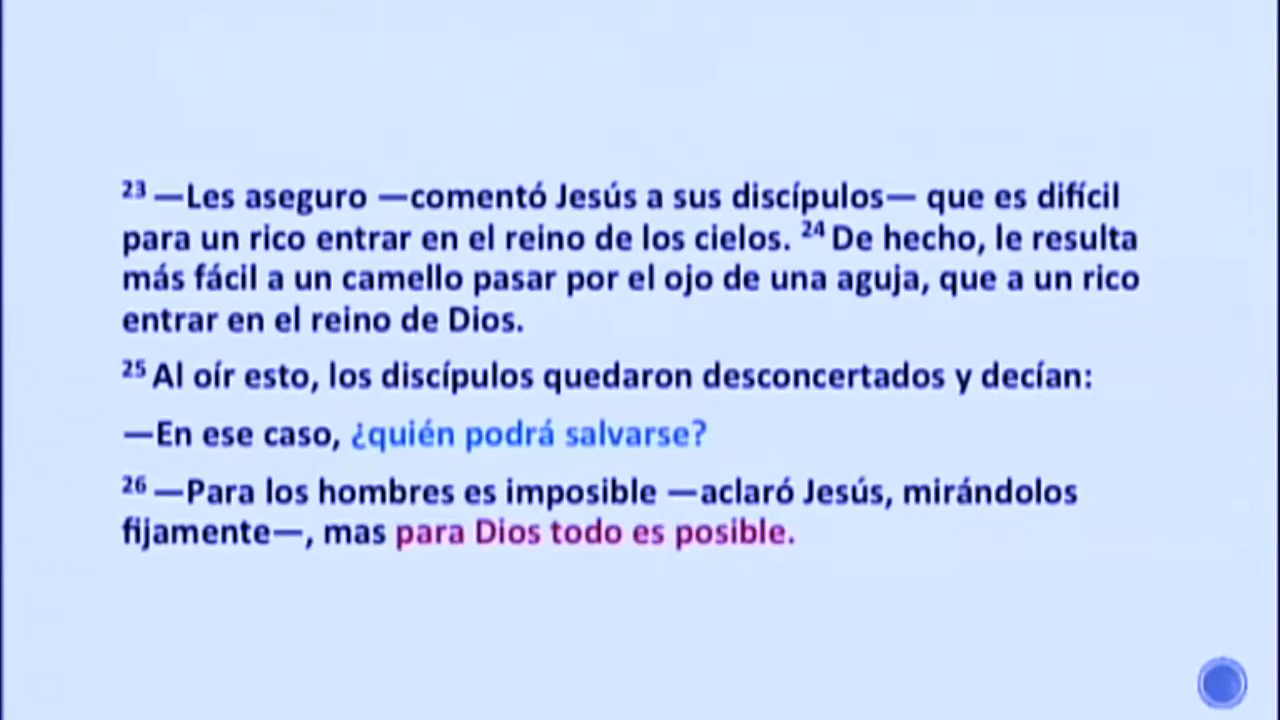 23 —Les aseguro —comentó Jesús a sus discípulos— que es difícil
para un rico entrar en el reino de los cielos. 24 De hecho, le resulta
más fácil a un camello pasar por el ojo de una aguja, que a un rico
entrar en el reino de Dios.
25 Al oír esto, los discípulos quedaron desconcertados y decían:
—En ese caso, ¿quién podrá salvarse?
26 —Para los hombres es imposible —aclaró Jesús, mirándolos
fijamente—, mas para Dios todo es posible.